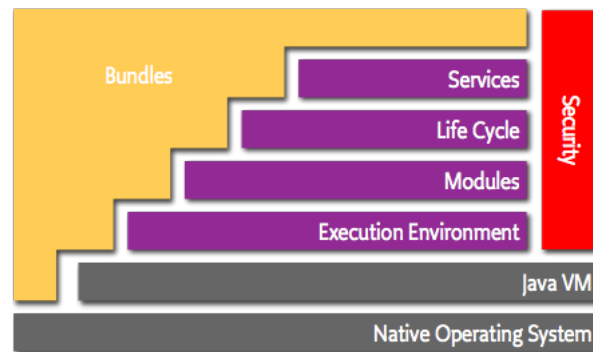 Bundles
Services
Life Cycle
Modules
Execution Environment
Security
Java VM
Native Operating System